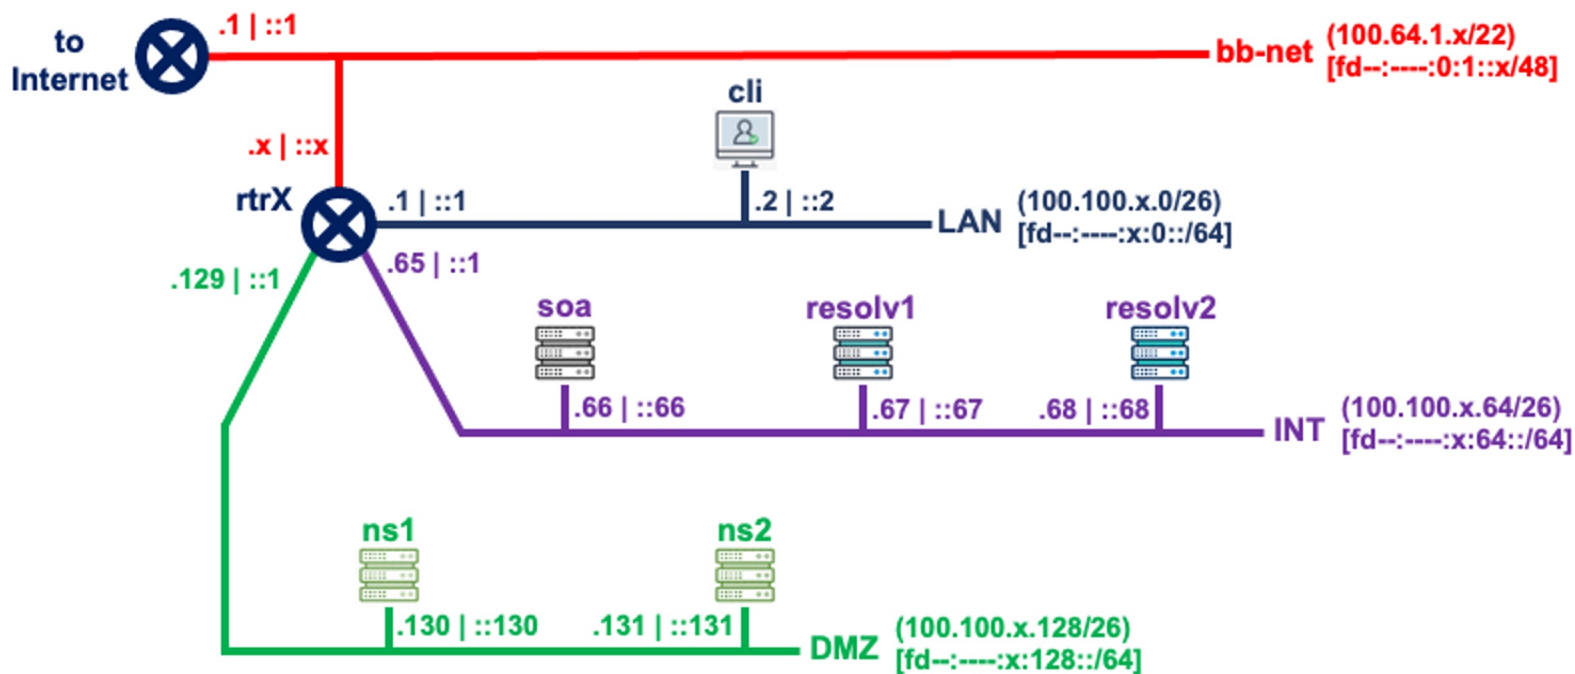 to
Internet
.1 | ::1
bb-net
(100.64.1.x/22)
[fd--:----:0:1::x/48]
cli
.x | ::x
rtrX
.1 | ::1
.2 | ::2
LAN
(100.100.x.0/26)
[fd--:----:x:0::/64]
.129 | ::1
.65 | ::1
soa
resolv1
resolv2
.66 | ::66
.67 | ::67
.68 | ::68
INT
(100.100.x.64/26)
[fd--:----:x:64::/64]
ns1
ns2
.130 | ::130
.131 | ::131
DMZ
(100.100.x.128/26)
[fd--:----:x:128::/64]